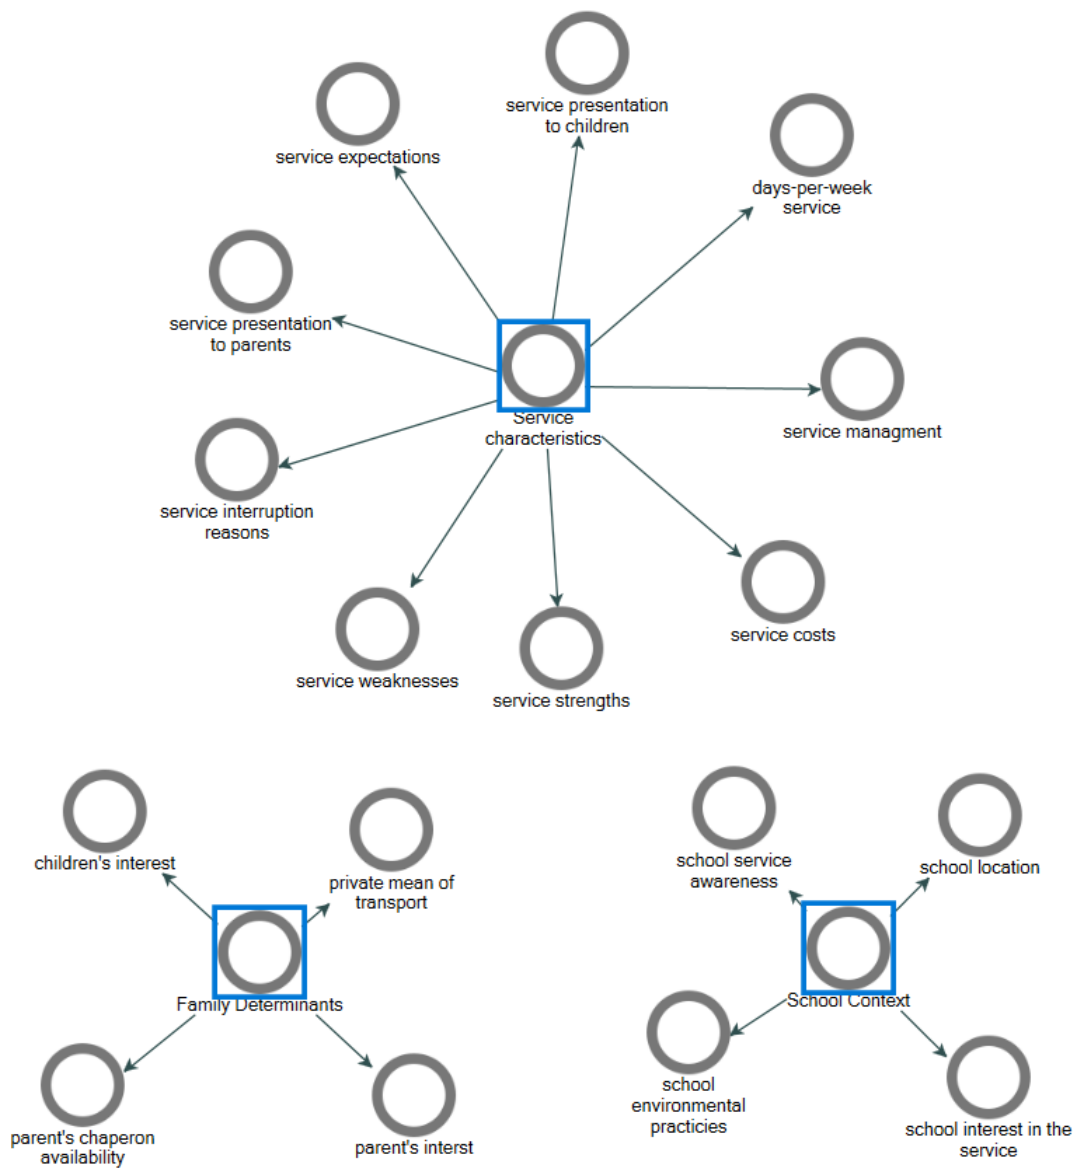 service presentation
to children
service expectations
days-per-week
service
service presentation
to parents
Service
characteristics
service managment
service interruption
reasons
service costs
service weaknesses
service strengths
children's interest
private mean of
transport
Family Determinants
parent's chaperon
availability
parent's interst
school service
awareness
school location
School Context
school
environmental
practicies
school interest in the
service